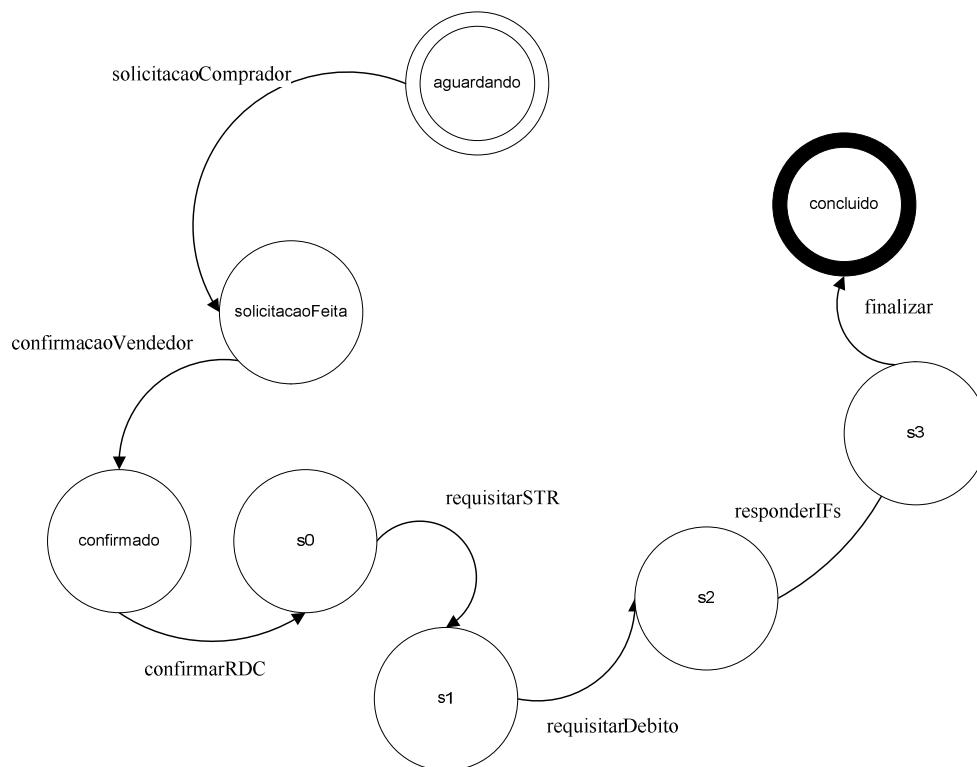 solicitacaoComprador
aguardando
concluido
finalizar
solicitacaoFeita
confirmacaoVendedor
s3
requisitarSTR
responderIFs
confirmado
s0
s2
confirmarRDC
s1
requisitarDebito